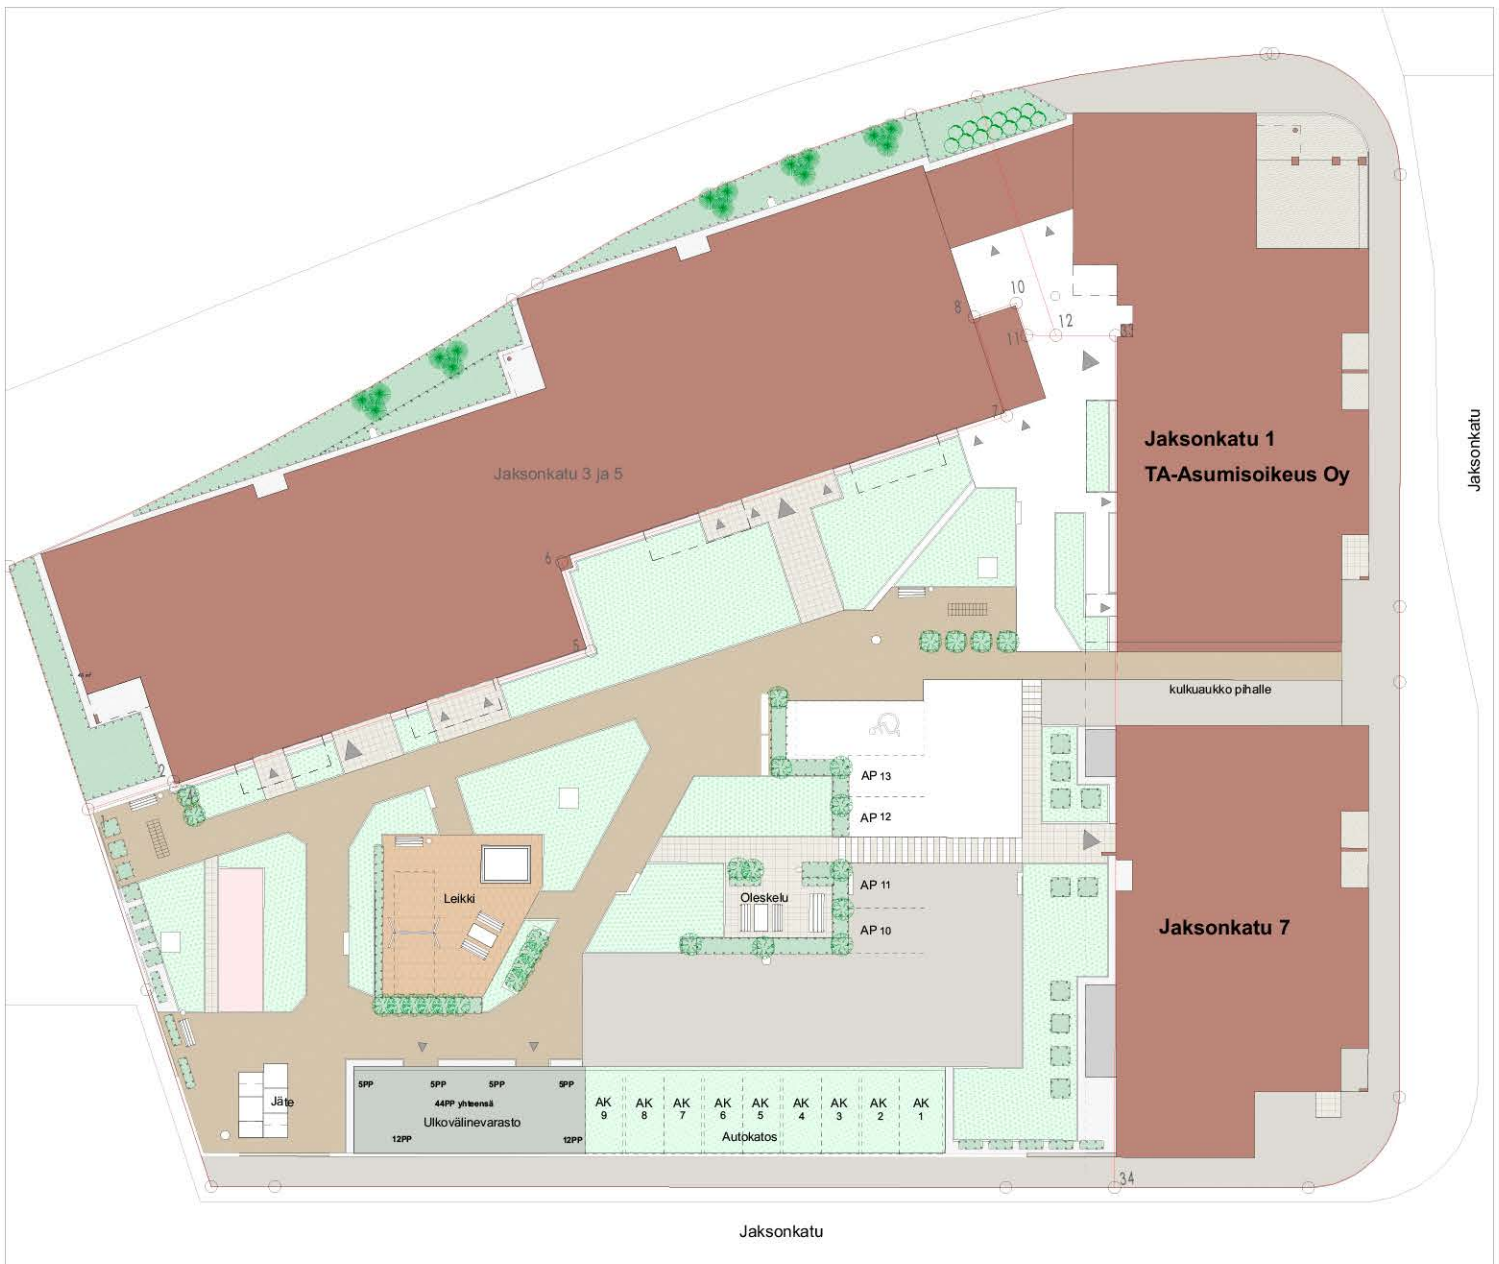 10
8
12
11
33
7
Jaksonkatu 1
TA-Asumisoikeus Oy
Jaksonkatu
Jaksonkatu 3 ja 5
6
5
kulkuaukko pihalle
2
4
AP 13
AP 12
AP 11
AP 10
Leikki
Oleskelu
Jaksonkatu 7
Jäte
5PP
5PP
5PP
5PP
44PP yhteensä
Ulkovälinevarasto
12PP
12PP
AK 9
AK 8
AK 7
AK 6
AK 5
AK 4
AK 3
AK 2
AK 1
Autokatos
34
Jaksonkatu